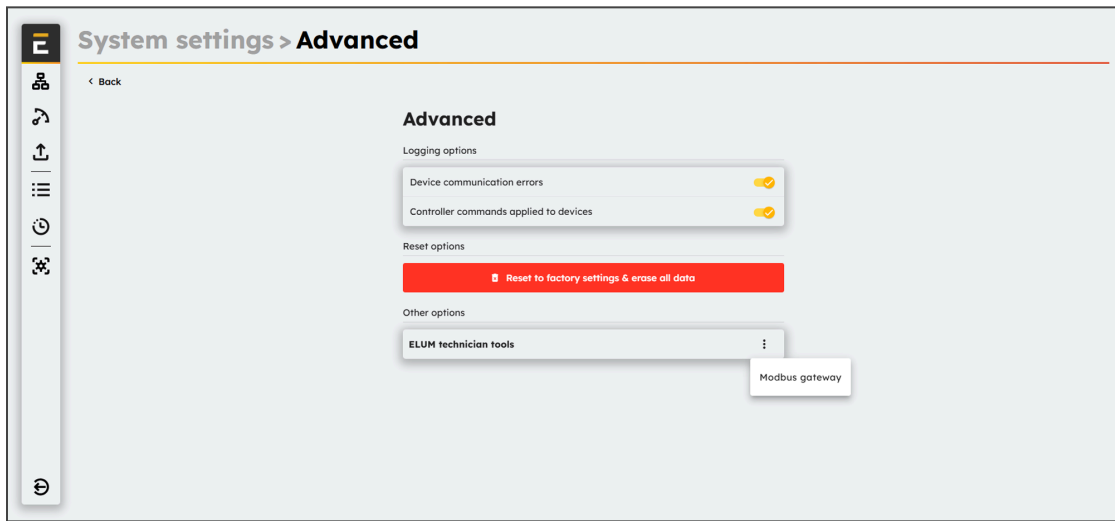 System settings > Advanced
< Back
Advanced
Logging options
Device communication errors
Controller commands applied to devices
Reset options
Reset to factory settings & erase all data
Other options
ELUM technician tools
Modbus gateway